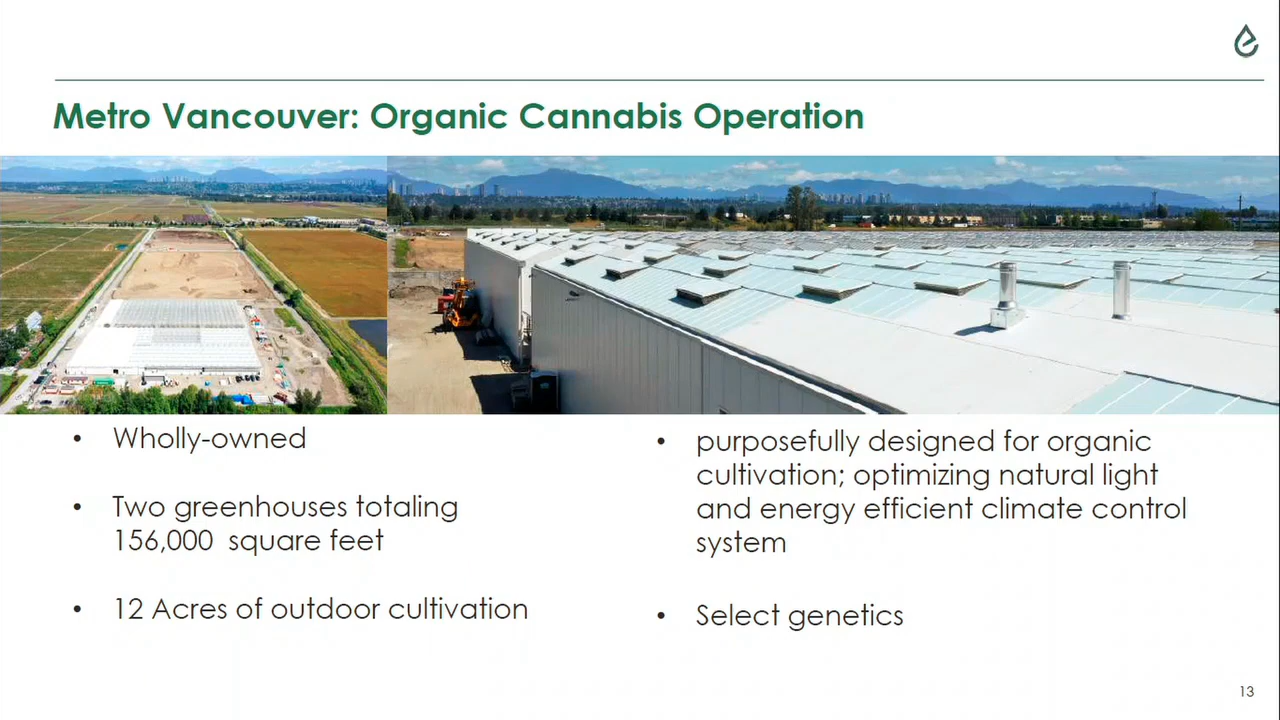 Metro Vancouver: Organic Cannabis Operation
• Wholly-owned
• Two greenhouses totaling
156,000 square feet
• 12 Acres of outdoor cultivation
• purposefully designed for organic
cultivation; optimizing natural light
and energy efficient climate control
system
• Select genetics
13